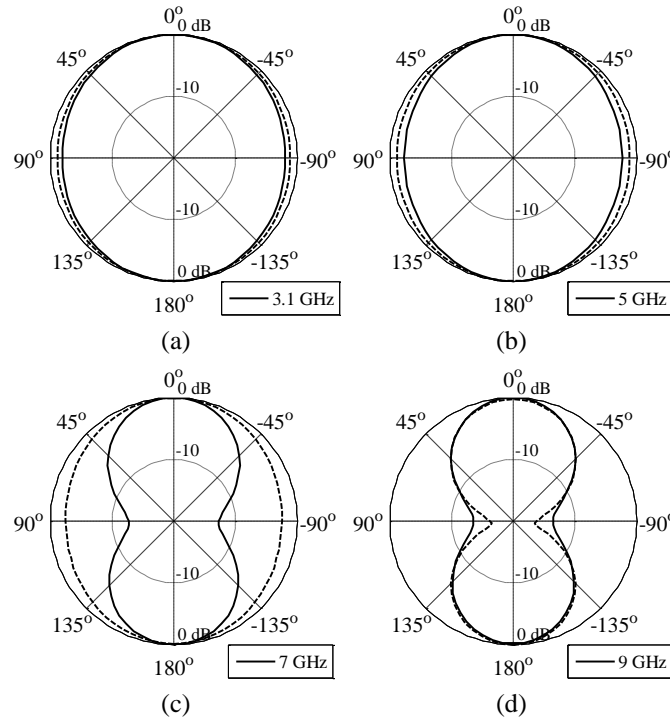 0° 0°
0 dB 0 dB
45° -45° 45° -45°
-10 -10
90° -90° 90° -90°
-10 -10
135° -135° 135° -135°
0 dB 0 dB
180° 3.1 GHz 180° 5 GHz
(a) (b)
0° 0°
0 dB 0 dB
45° -45° 45° -45°
-10 -10
90° -90° 90° -90°
-10 -10
135° -135° 135° -135°
0 dB 0 dB
180° 7 GHz 180° 9 GHz
(c) (d)